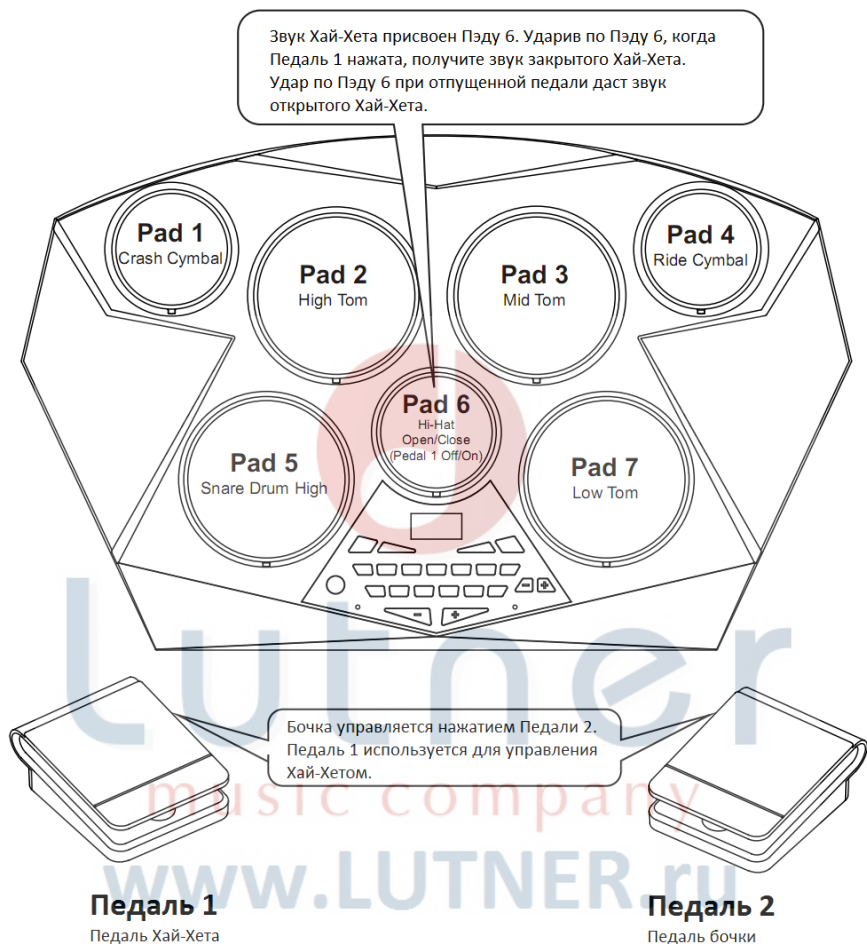 Звук Хай-Хета присвоен Пэду 6. Ударив по Пэду 6, когда
Педаль 1 нажата, получите звук закрытого Хай-Хета.
Удар по Пэду 6 при отпущенной педали даст звук
открытого Хай-Хета.
Pad 1
Crash Cymbal
Pad 2
High Tom
Pad 3
Mid Tom
Pad 4
Ride Cymbal
Pad 5
Snare Drum High
Pad 6
Hi-Hat
Open/Close
(Pedal 1 Off/On)
Pad 7
Low Tom
Lutner
Бочка управляется нажатием Педали 2.
Педаль 1 используется для управления
Хай-Хетом.
music company
www.LUTNER.ru
Педаль 1
Педаль Хай-Хета
Педаль 2
Педаль бочки